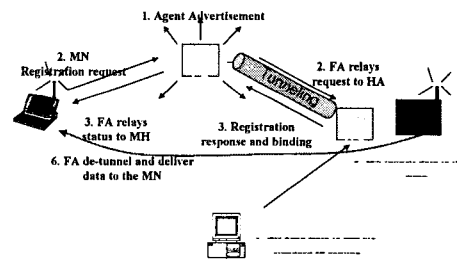 1. Agent Advertisement
2. MN
Registration request
Tunneling
2. FA relays
request to HA
3. FA relays
status to MH
3. Registration
response and binding
6. FA de-tunnel and deliver
data to the MN